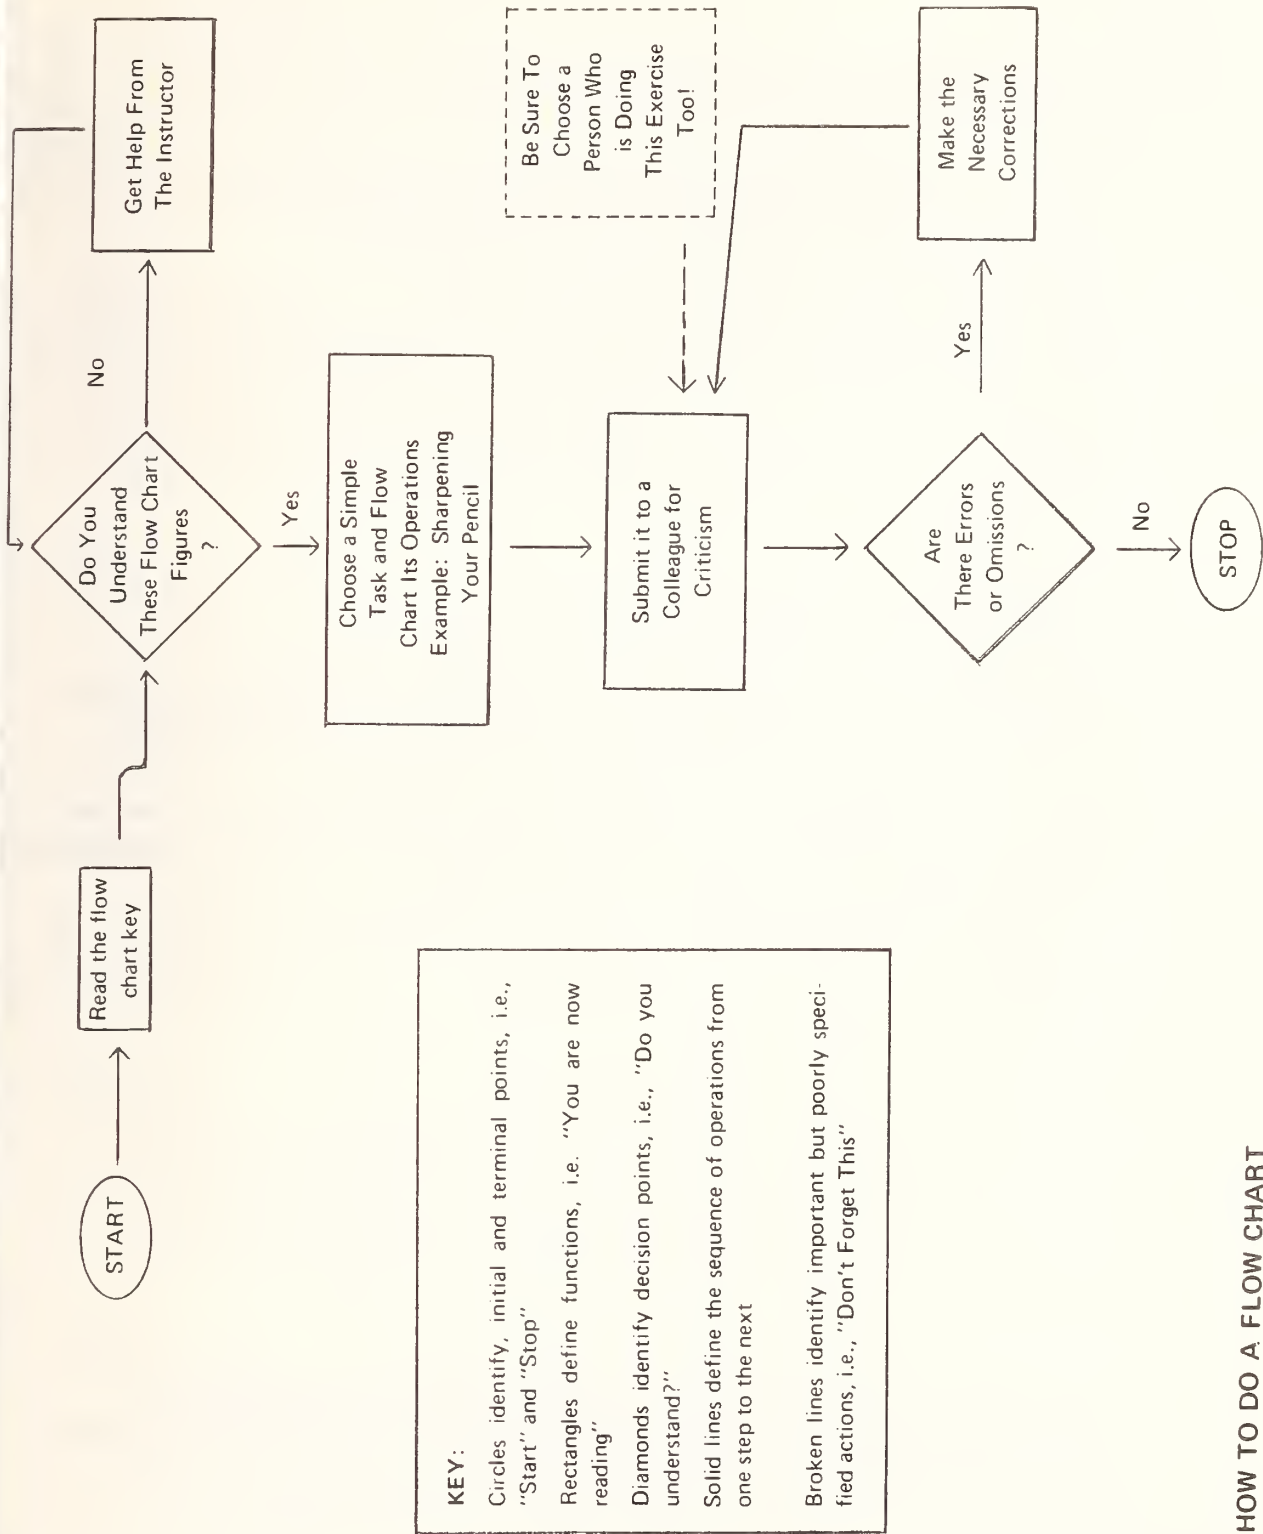 START
Read the flow
chart key
Do You
Understand
These Flow Chart
Figures
?
No
Get Help From
The Instructor
Yes
Choose a Simple
Task and Flow
Chart Its Operations
Example: Sharpening
Your Pencil
Submit it to a
Colleague for
Criticism
Be Sure To
Choose a
Person Who
is Doing
This Exercise
Too!
Are
There Errors
or Omissions
?
Yes
Make the
Necessary
Corrections
No
STOP
KEY:
Circles identify, initial and terminal points, i.e.,
"Start" and "Stop"
Rectangles define functions, i.e. "You are now
reading"
Diamonds identify decision points, i.e., "Do you
understand?"
Solid lines define the sequence of operations from
one step to the next
Broken lines identify important but poorly speci-
fied actions, i.e., "Don't Forget This"
HOW TO DO A FLOW CHART